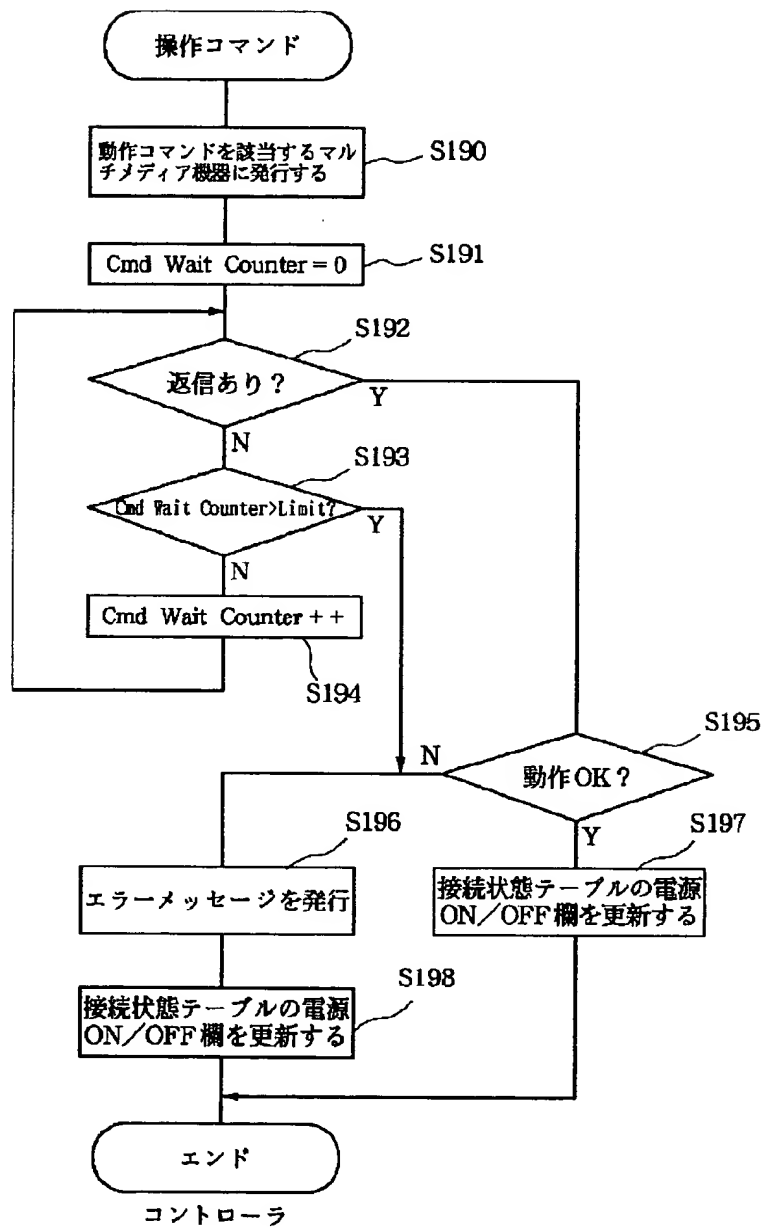 操作コマンド
動作コマンドを該当するマル
チメディア機器に発行する
S190
Cmd Wait Counter = 0
S191
S192
返信あり？
Y
N
S193
Cmd Wait Counter>Limit?
Y
N
Cmd Wait Counter + +
S194
S195
N
動作OK？
Y
S196
S197
エラーメッセージを発行
接続状態テーブルの電源
ON／OFF欄を更新する
S198
接続状態テーブルの電源
ON／OFF欄を更新する
エンド
コントローラ